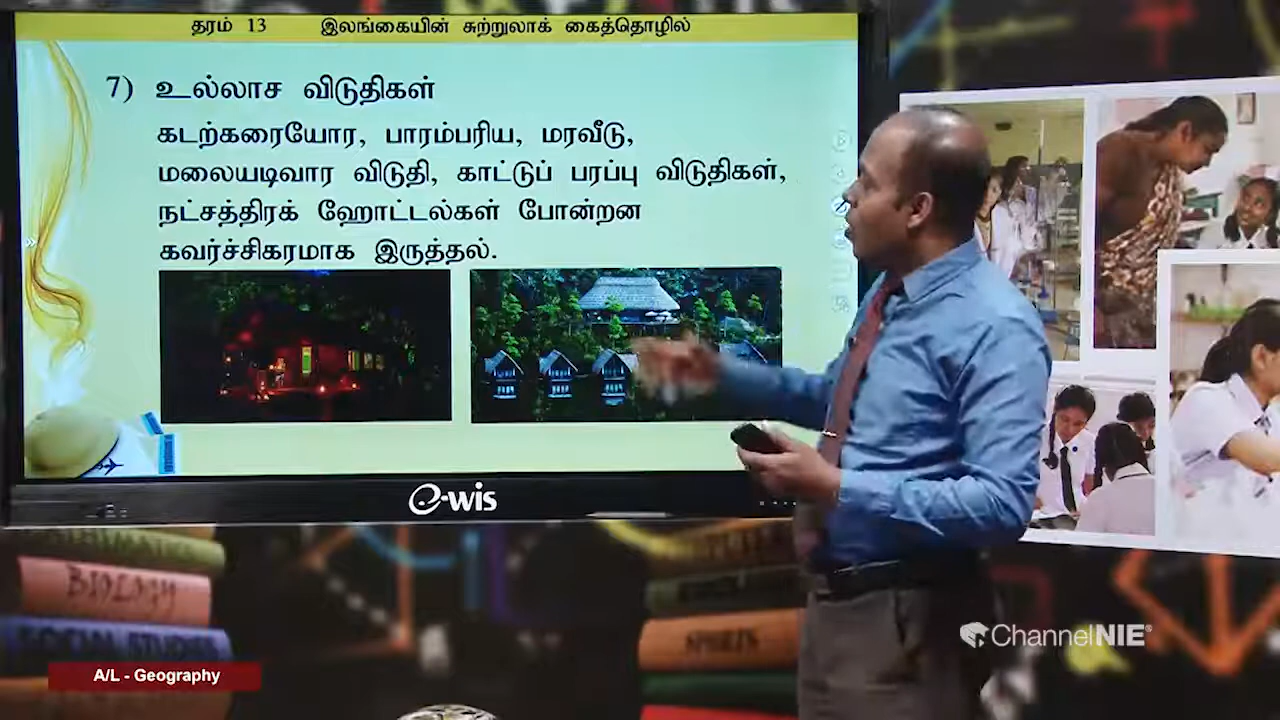 தரம் 13 இலங்கையின் சுற்றுலாக் கைத்தொழில்
7) உல்லாச விடுதிகள்
கடற்கரையோர, பாரம்பரிய, மரவீடு,
மலையடிவார விடுதி, காட்டுப் பரப்பு விடுதிகள்,
நட்சத்திரக் ஹோட்டல்கள் போன்றன
கவர்ச்சிகரமாக இருத்தல்.
e-wis
MATHEMATICS
BIOLOGY
SOCIAL STUDIES
SPORTS
ChannelNIE
A/L - Geography